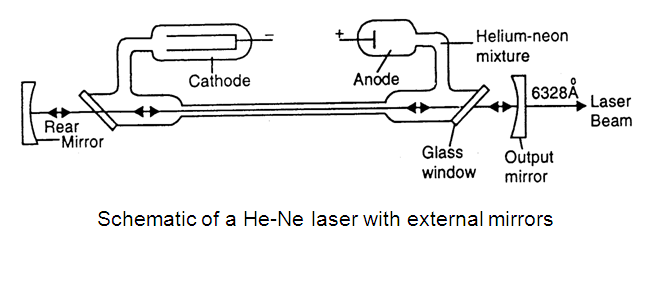 = + Helium-neon
mixture
Cathode Anode
6328Å Laser
Beam
Rear
Mirror
Glass
window
Output
mirror
Schematic of a He-Ne laser with external mirrors